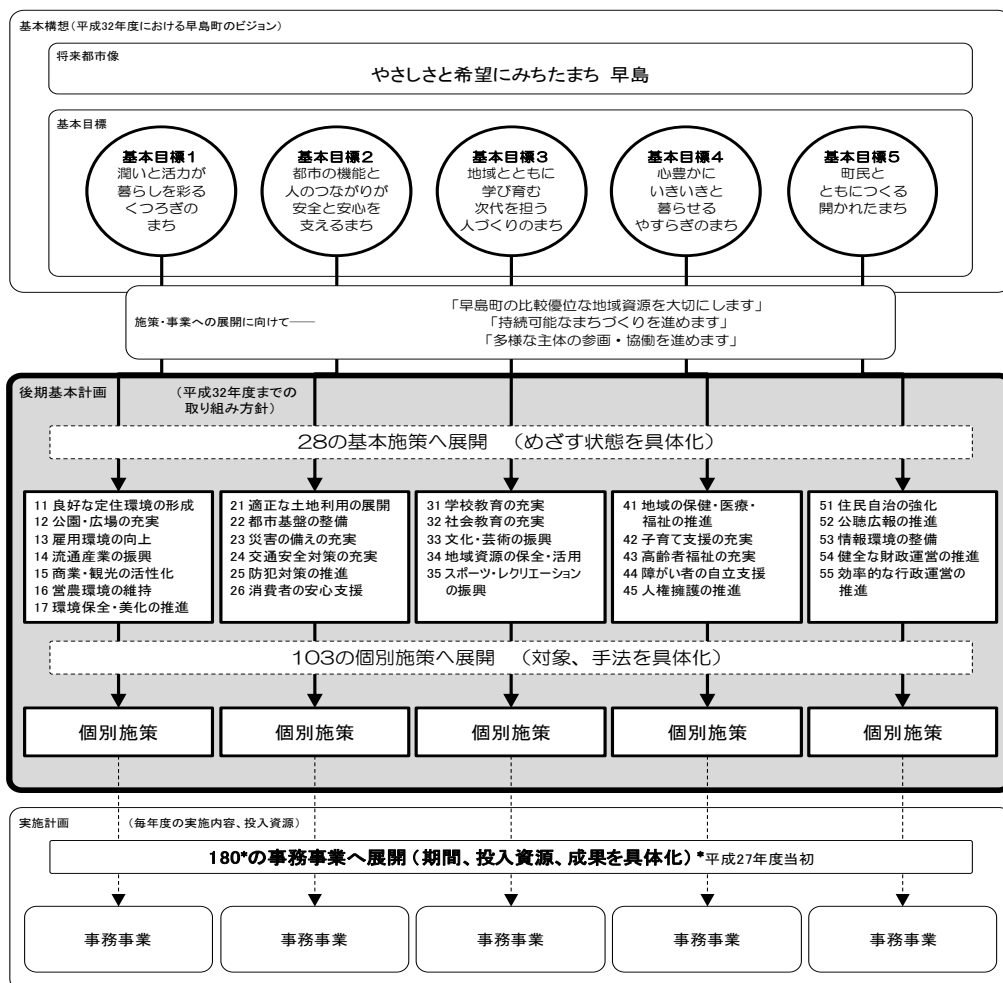 基本構想(平成32年度における早島町のビジョン)
将来都市像
やさしさと希望にみちたまち 早島
基本目標
基本目標1
潤いと活力が
暮らしを彩る
くつろぎの
まち
基本目標2
都市の機能と
人のつながりが
安全と安心を
支えるまち
基本目標3
地域とともに
学び育む
次代を担う
人づくりのまち
基本目標4
心豊かに
いきいきと
暮らせる
やすらぎのまち
基本目標5
町民と
ともにつくる
開かれたまち
施策・事業への展開に向けて――
「早島町の比較優位な地域資源を大切にします」
「持続可能なまちづくりを進めます」
「多様な主体の参画・協働を進めます」
後期基本計画
(平成32年度までの
取り組み方針)
28の基本施策へ展開 (めざす状態を具体化)
11 良好な定住環境の形成
12 公園・広場の充実
13 雇用環境の向上
14 流通産業の振興
15 商業・観光の活性化
16 営農環境の維持
17 環境保全・美化の推進
21 適正な土地利用の展開
22 都市基盤の整備
23 災害の備えの充実
24 交通安全対策の充実
25 防犯対策の推進
26 消費者の安心支援
31 学校教育の充実
32 社会教育の充実
33 文化・芸術の振興
34 地域資源の保全・活用
35 スポーツ・レクリエーション
の振興
41 地域の保健・医療・
福祉の推進
42 子育て支援の充実
43 高齢者福祉の充実
44 障がい者の自立支援
45 人権擁護の推進
51 住民自治の強化
52 公聴広報の推進
53 情報環境の整備
54 健全な財政運営の推進
55 効率的な行政運営の
推進
103の個別施策へ展開 (対象、手法を具体化)
個別施策
個別施策
個別施策
個別施策
個別施策
実施計画 (毎年度の実施内容、投入資源)
180*の事務事業へ展開(期間、投入資源、成果を具体化) *平成27年度当初
事務事業
事務事業
事務事業
事務事業
事務事業